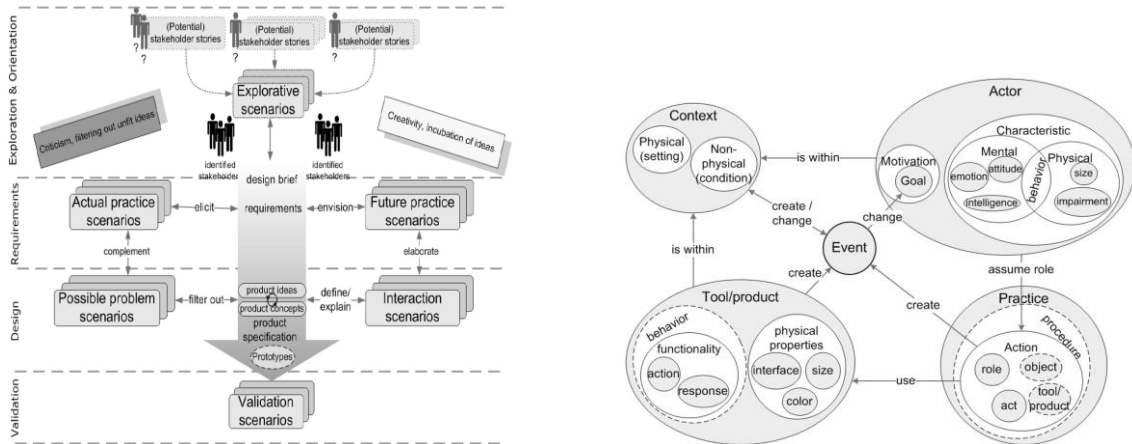 Exploration & Orientation
(Potential)
stakeholder stories
?
?
(Potential)
stakeholder stories
?
(Potential)
stakeholder stories
?
Explorative
scenarios
Criticism, filtering out unfit ideas
Creativity, incubation of ideas
identified
stakeholders
identified
stakeholders
design brief
Requirements
Actual practice
scenarios
elicit
requirements
envision
Future practice
scenarios
complement
elaborate
Design
Possible problem
scenarios
filter out
product ideas
product concepts
define/
explain
Interaction
scenarios
product
specification
Prototypes
Validation
Validation
scenarios
Context
Physical
(setting)
Non-
physical
(condition)
is within
Actor
Characteristic
Motivation
Goal
Mental
emotion
attitude
intelligence
behavior
Physical
size
impairment
create /
change
change
Event
is within
create
create
assume role
Tool/product
behavior
functionality
action
response
physical
properties
interface
size
color
use
Practice
procedure
Action
role
object
act
tool/
product